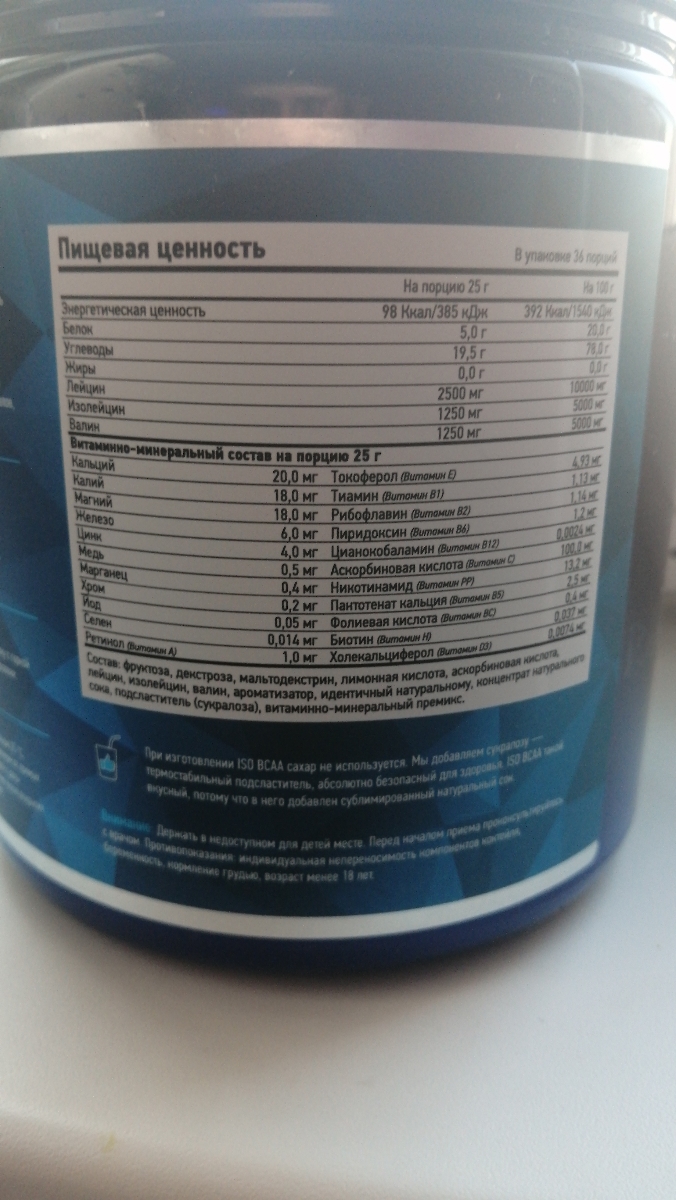 Пищевая ценность
В упаковке 36 порций
На порцию 25 г На 100 г
Энергетическая ценность 98 Ккал/385 кДж 392 Ккал/1540 кДж
Белок 5,0 г 20,0 г
Углеводы 19,5 г 78,0 г
Жиры 0,0 г 0,0 г
Лейцин 2500 мг 10000 мг
Изолейцин 1250 мг 5000 мг
Валин 1250 мг 5000 мг
Витаминно-минеральный состав на порцию 25 г
Кальций 20,0 мг Токоферол (Витамин Е) 4,93 мг
Калий 18,0 мг Тиамин (Витамин В1) 1,13 мг
Магний 18,0 мг Рибофлавин (Витамин В2) 1,14 мг
Железо 6,0 мг Пиридоксин (Витамин В6) 1,2 мг
Цинк 4,0 мг Цианокобаламин (Витамин В12) 0,0024 мг
Медь 0,5 мг Аскорбиновая кислота (Витамин С) 100,0 мг
Марганец 0,4 мг Никотинамид (Витамин РР) 13,2 мг
Хром 0,2 мг Пантотенат кальция (Витамин В5) 2,5 мг
Йод 0,05 мг Фолиевая кислота (Витамин ВС) 0,4 мг
Селен 0,014 мг Биотин (Витамин Н) 0,037 мг
Ретинол (Витамин А) 1,0 мг Холекальциферол (Витамин D3) 0,0074 мг
Состав: фруктоза, декстроза, мальтодекстрин, лимонная кислота, аскорбиновая кислота,
лейцин, изолейцин, валин, ароматизатор, идентичный натуральному, концентрат натурального
сока, подсластитель (сукралоза), витаминно-минеральный премикс.
При изготовлении ISO BCAA сахар не используется. Мы добавляем сукралозу —
термостабильный подсластитель, абсолютно безопасный для здоровья. ISO BCAA такой
вкусный, потому что в него добавлен сублимированный натуральный сок.
Внимание: Держать в недоступном для детей месте. Перед началом приема проконсультируйтесь
с врачом. Противопоказания: индивидуальная непереносимость компонентов коктейля,
беременность, кормление грудью, возраст менее 18 лет.